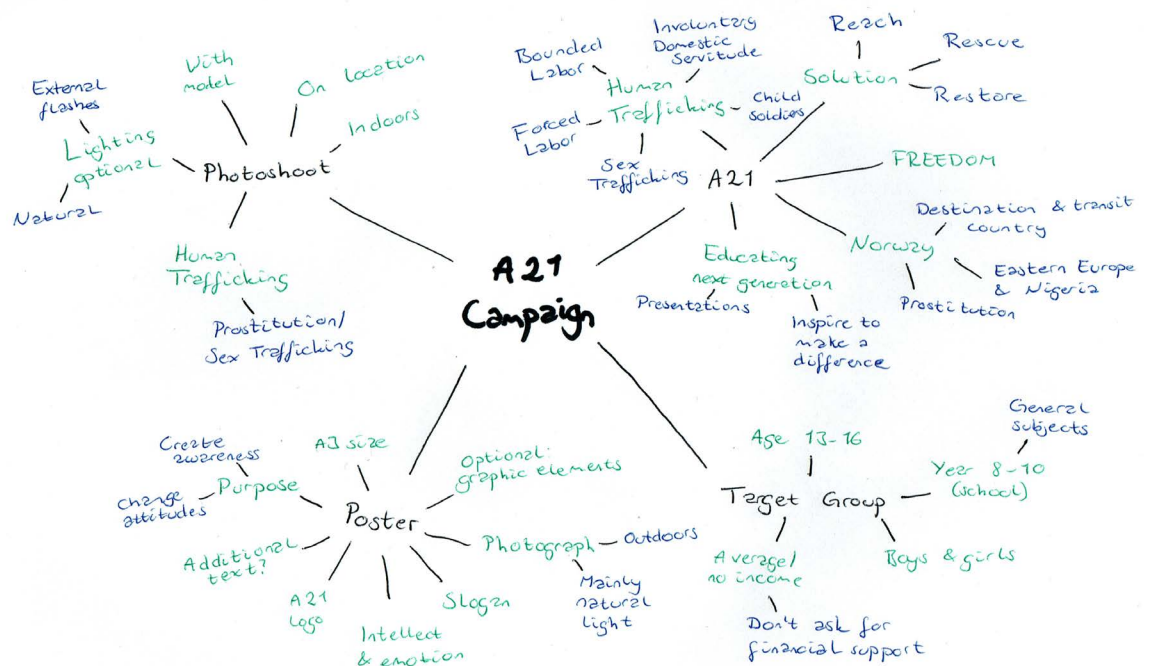 A21
Campaign
Photoshoot
With
model
On location
Indoors
External
flashes
Lighting
optional
Natural
Human
Trafficking
Prostitution/
Sex Trafficking
A21
Human
Trafficking
Bounded
Labor
Involuntary
Domestic
Servitude
Child
soldiers
Forced
Labor
Sex
Trafficking
Solution
Reach
Rescue
Restore
FREEDOM
Norway
Destination & transit
country
Eastern Europe
& Nigeria
Prostitution
Educating
next generation
Presentations
Inspire to
make a
difference
Target Group
Age 13-16
Year 8-10
(school)
General
subjects
Boys & girls
Average/
no income
Don't ask for
financial support
Poster
A3 size
Optional:
graphic elements
Photograph
Outdoors
Mainly
natural
light
Slogan
Intellect
& emotion
A21
Logo
Additional
text?
Purpose
Create
awareness
Change
attitudes